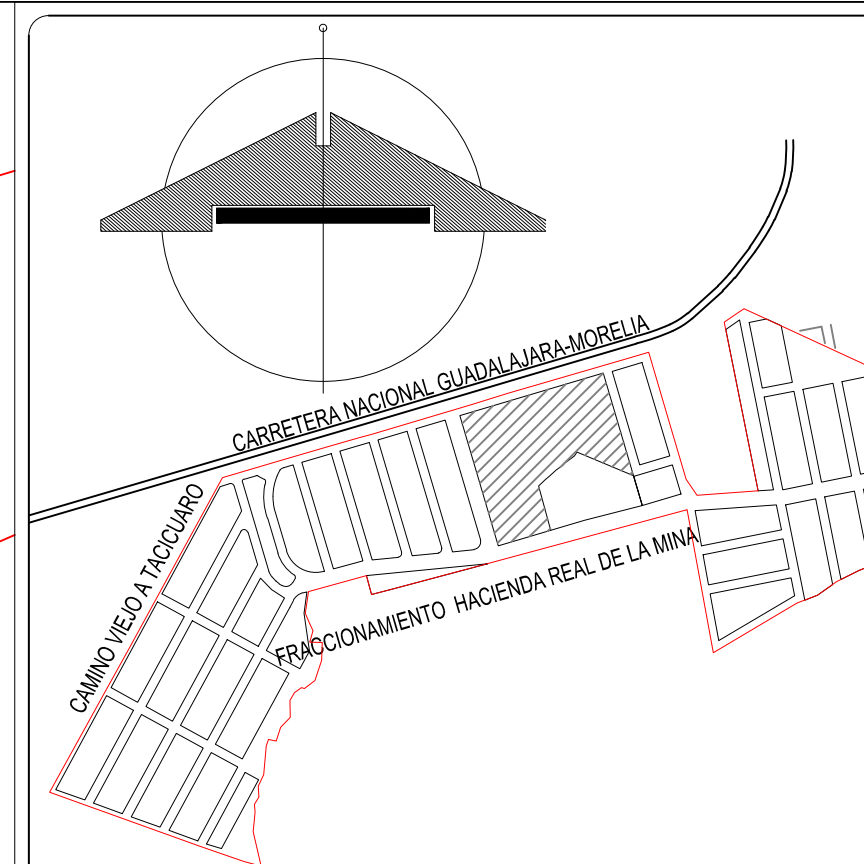 CARRETERA NACIONAL GUADALAJARA-MORELIA
CAMINO VIEJO A TACICUARO
FRACCIONAMIENTO HACIENDA REAL DE LA MINA